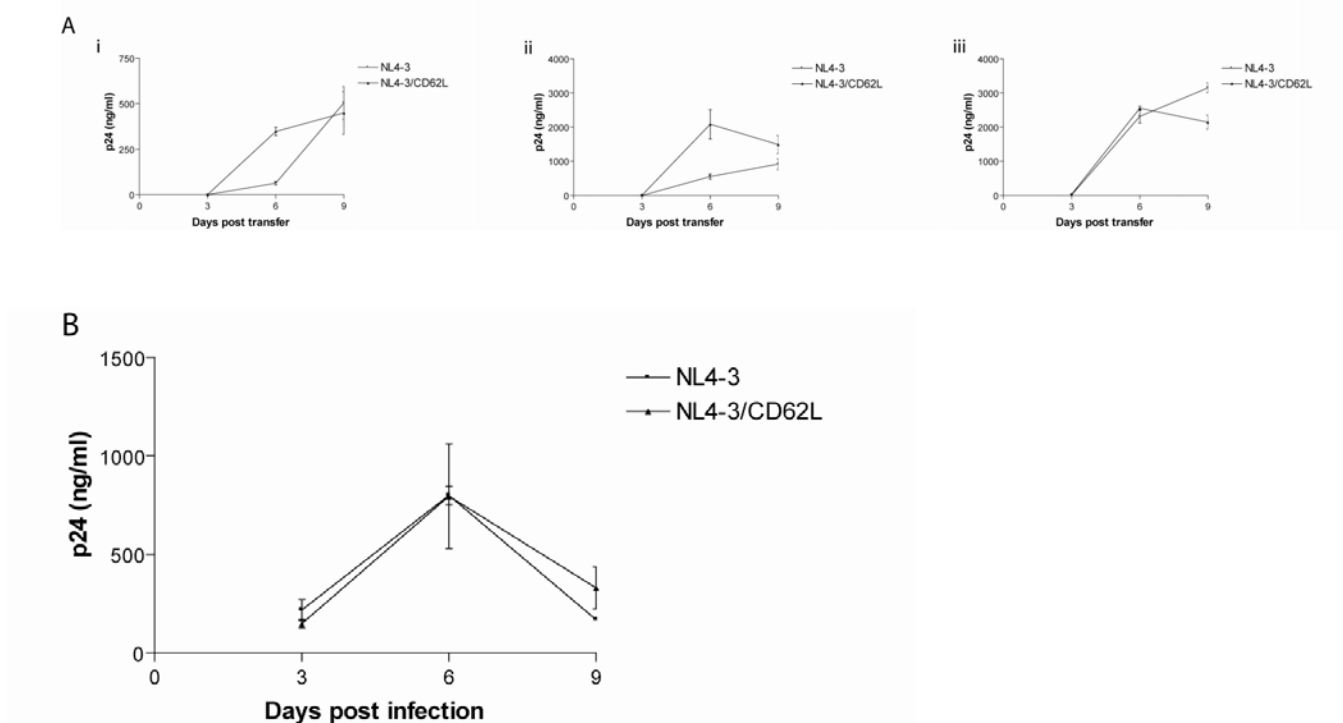 A
i
750
500
250
0
p24 (ng/ml)
0 3 6 9
Days post transfer
NL4-3
NL4-3/CD62L
ii
4000
3000
2000
1000
0
p24 (ng/ml)
0 3 6 9
Days post transfer
NL4-3
NL4-3/CD62L
iii
4000
3000
2000
1000
0
p24 (ng/ml)
0 3 6 9
Days post transfer
NL4-3
NL4-3/CD62L
B
1500
1000
500
0
p24 (ng/ml)
0 3 6 9
Days post infection
NL4-3
NL4-3/CD62L